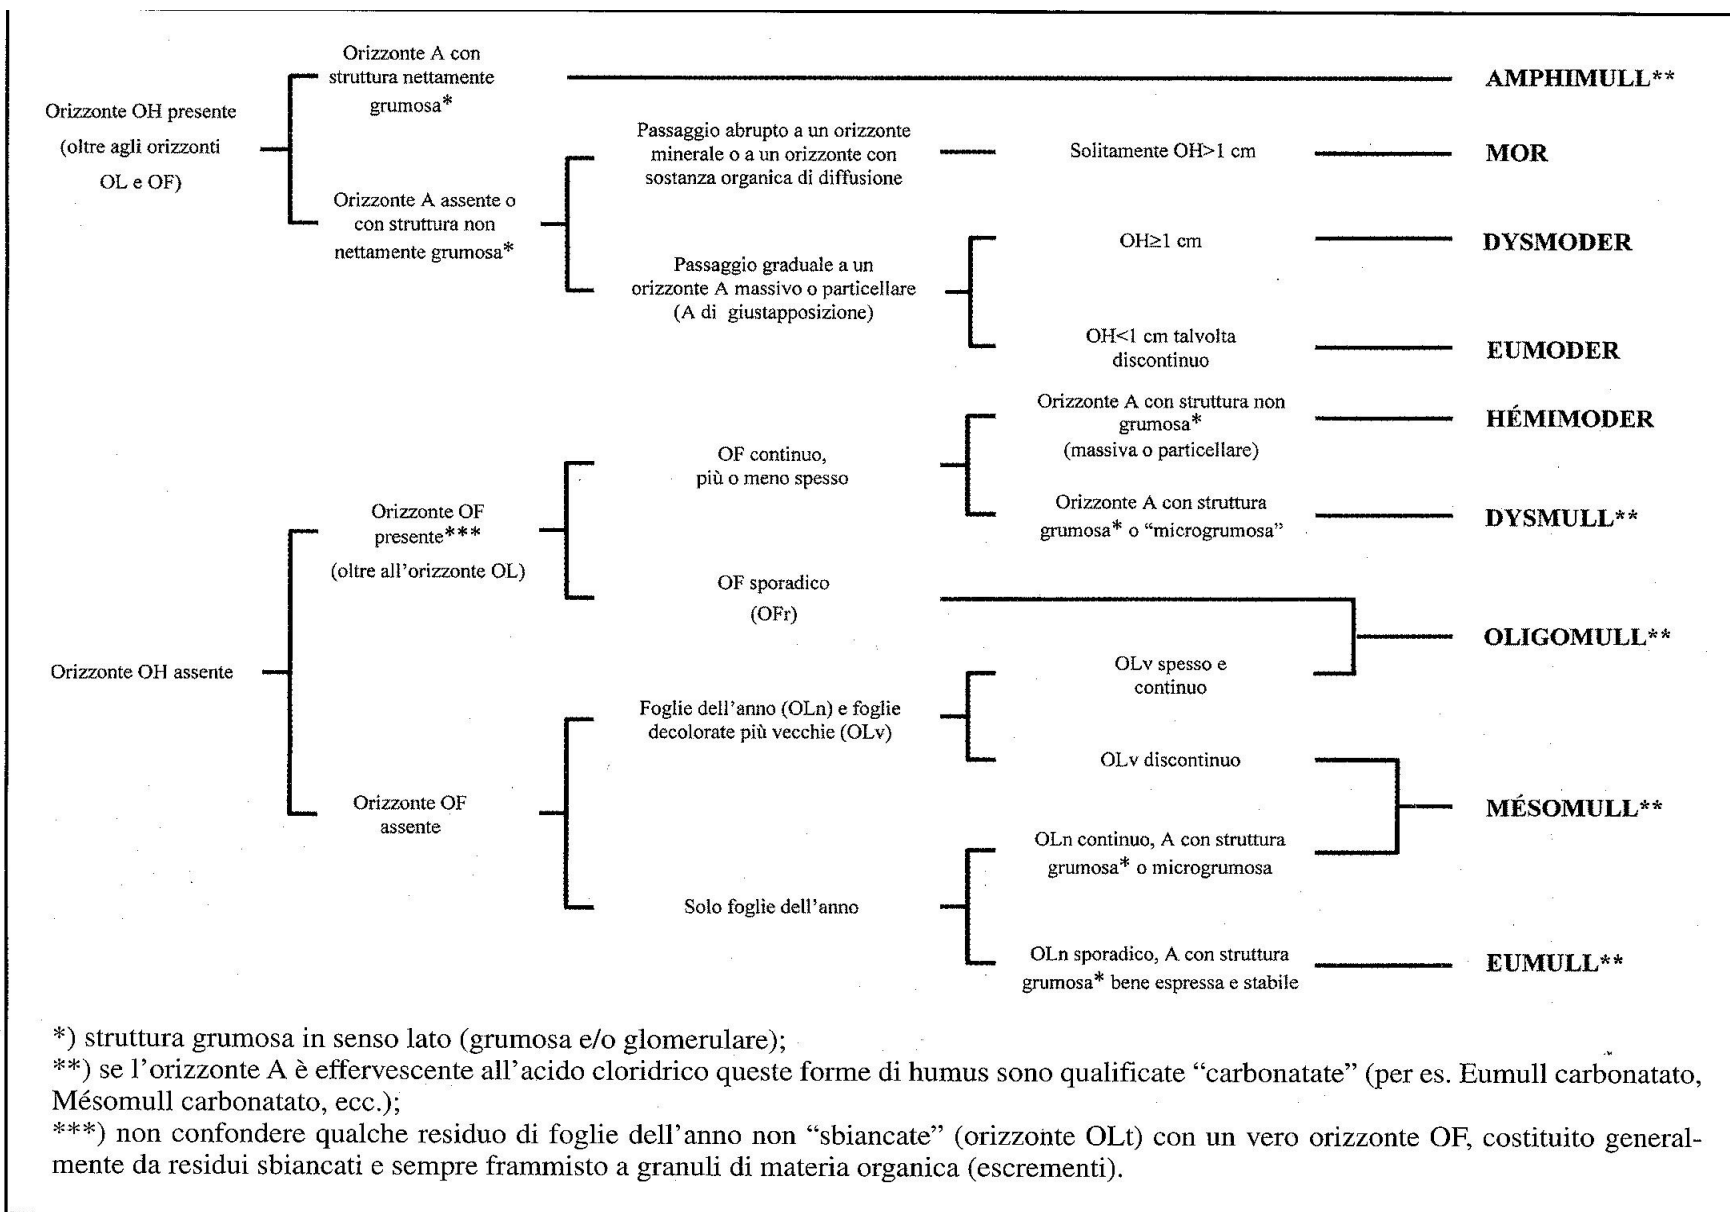 Orizzonte OH presente
(oltre agli orizzonti
OL e OF)
Orizzonte A con
struttura nettamente
grumosa*
AMPHIMULL**
Orizzonte A assente o
con struttura non
nettamente grumosa*
Passaggio abrupto a un orizzonte
minerale o a un orizzonte con
sostanza organica di diffusione
Solitamente OH>1 cm
MOR
Passaggio graduale a un
orizzonte A massivo o particellare
(A di giustapposizione)
OH≥1 cm
DYSMODER
OH<1 cm talvolta
discontinuo
EUMODER
Orizzonte OH assente
Orizzonte OF
presente***
(oltre all'orizzonte OL)
OF continuo,
più o meno spesso
Orizzonte A con struttura non
grumosa*
(massiva o particellare)
HÉMIMODER
Orizzonte A con struttura
grumosa* o “microgrumosa”
DYSMULL**
OF sporadico
(OFr)
OLIGOMULL**
Orizzonte OF
assente
Foglie dell'anno (OLn) e foglie
decolorate più vecchie (OLv)
OLv spesso e
continuo
OLv discontinuo
MÉSOMULL**
Solo foglie dell'anno
OLn continuo, A con struttura
grumosa* o microgrumosa
OLn sporadico, A con struttura
grumosa* bene espressa e stabile
EUMULL**
*) struttura grumosa in senso lato (grumosa e/o glomerulare);
**) se l'orizzonte A è effervescente all'acido cloridrico queste forme di humus sono qualificate “carbonatate” (per es. Eumull carbonatato,
Mésomull carbonatato, ecc.);
***) non confondere qualche residuo di foglie dell'anno non “sbiancate” (orizzonte OLt) con un vero orizzonte OF, costituito general-
mente da residui sbiancati e sempre frammisto a granuli di materia organica (escrementi).